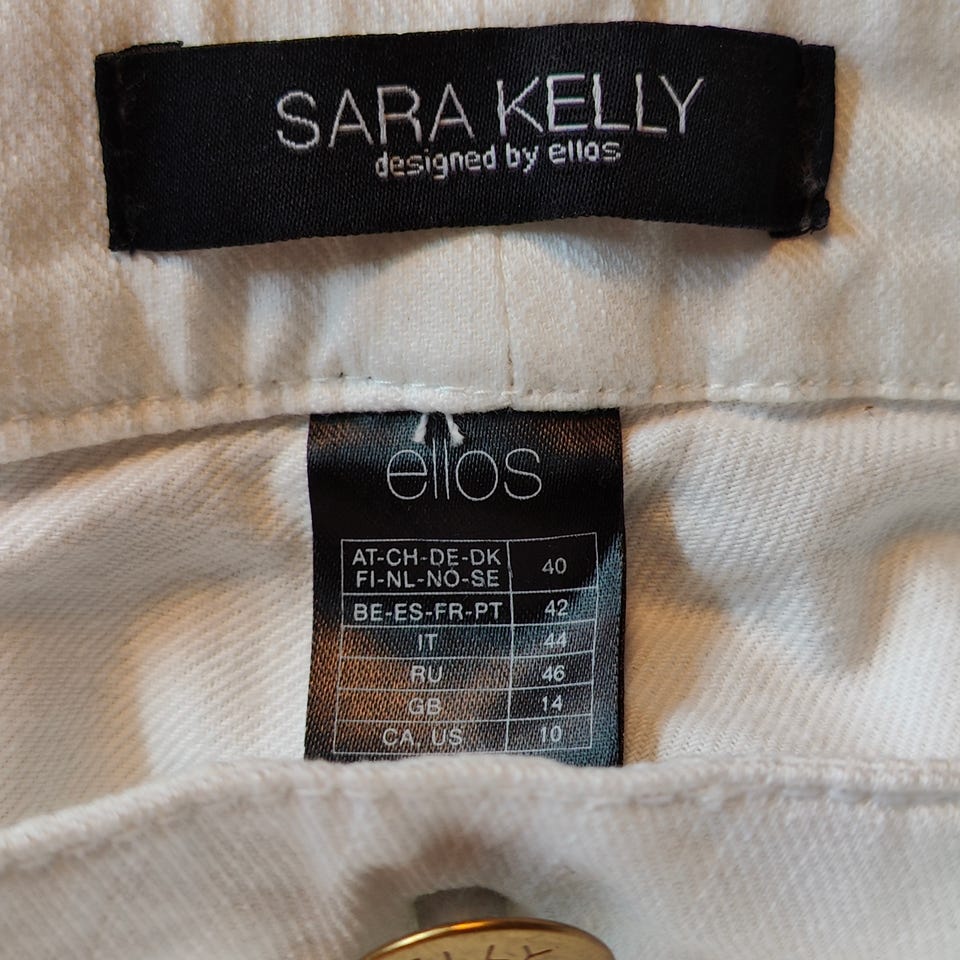 SARA KELLY
designed by ellos
ellos
AT-CH-DE-DK
FI-NL-NO-SE 40
BE-ES-FR-PT 42
IT 44
RU 46
GB 14
CA, US 10